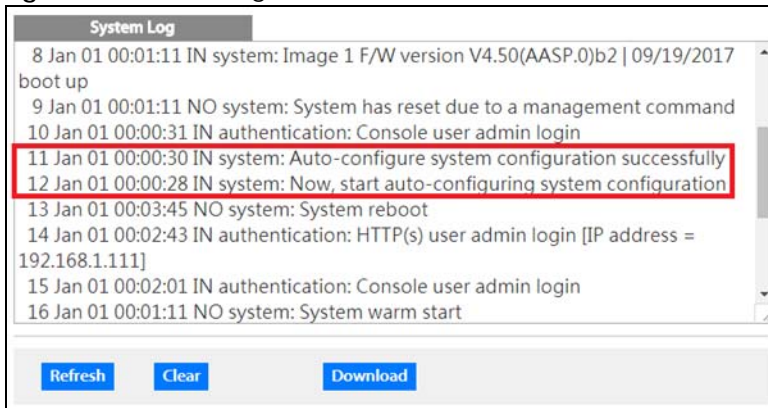 System Log
8 Jan 01 00:01:11 IN system: Image 1 F/W version V4.50(AASP.0)b2 | 09/19/2017
boot up
9 Jan 01 00:01:11 NO system: System has reset due to a management command
10 Jan 01 00:00:31 IN authentication: Console user admin login
11 Jan 01 00:00:30 IN system: Auto-configure system configuration successfully
12 Jan 01 00:00:28 IN system: Now, start auto-configuring system configuration
13 Jan 01 00:03:45 NO system: System reboot
14 Jan 01 00:02:43 IN authentication: HTTP(s) user admin login [IP address =
192.168.1.111]
15 Jan 01 00:02:01 IN authentication: Console user admin login
16 Jan 01 00:01:11 NO system: System warm start
Refresh Clear Download